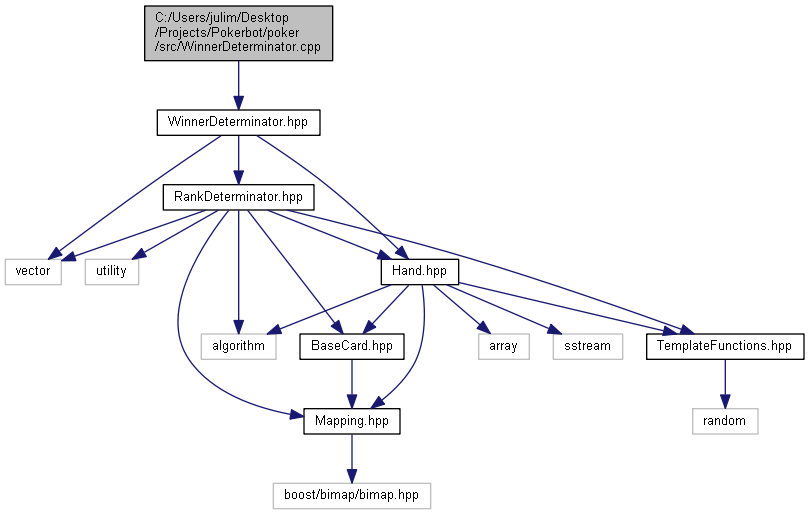 C:/Users/julim/Desktop
/Projects/Pokerbot/poker
/src/WinnerDeterminator.cpp
WinnerDeterminator.hpp
RankDeterminator.hpp
vector
utility
Hand.hpp
algorithm
BaseCard.hpp
array
sstream
TemplateFunctions.hpp
Mapping.hpp
random
boost/bimap/bimap.hpp